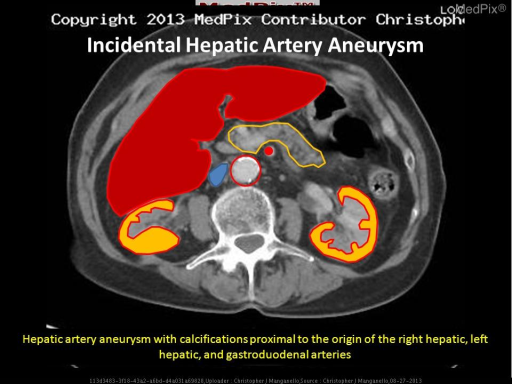 Copyright 2013 MedPix Contributor Christophe
MedPix®
Incidental Hepatic Artery Aneurysm
Hepatic artery aneurysm with calcifications proximal to the origin of the right hepatic, left
hepatic, and gastroduodenal arteries